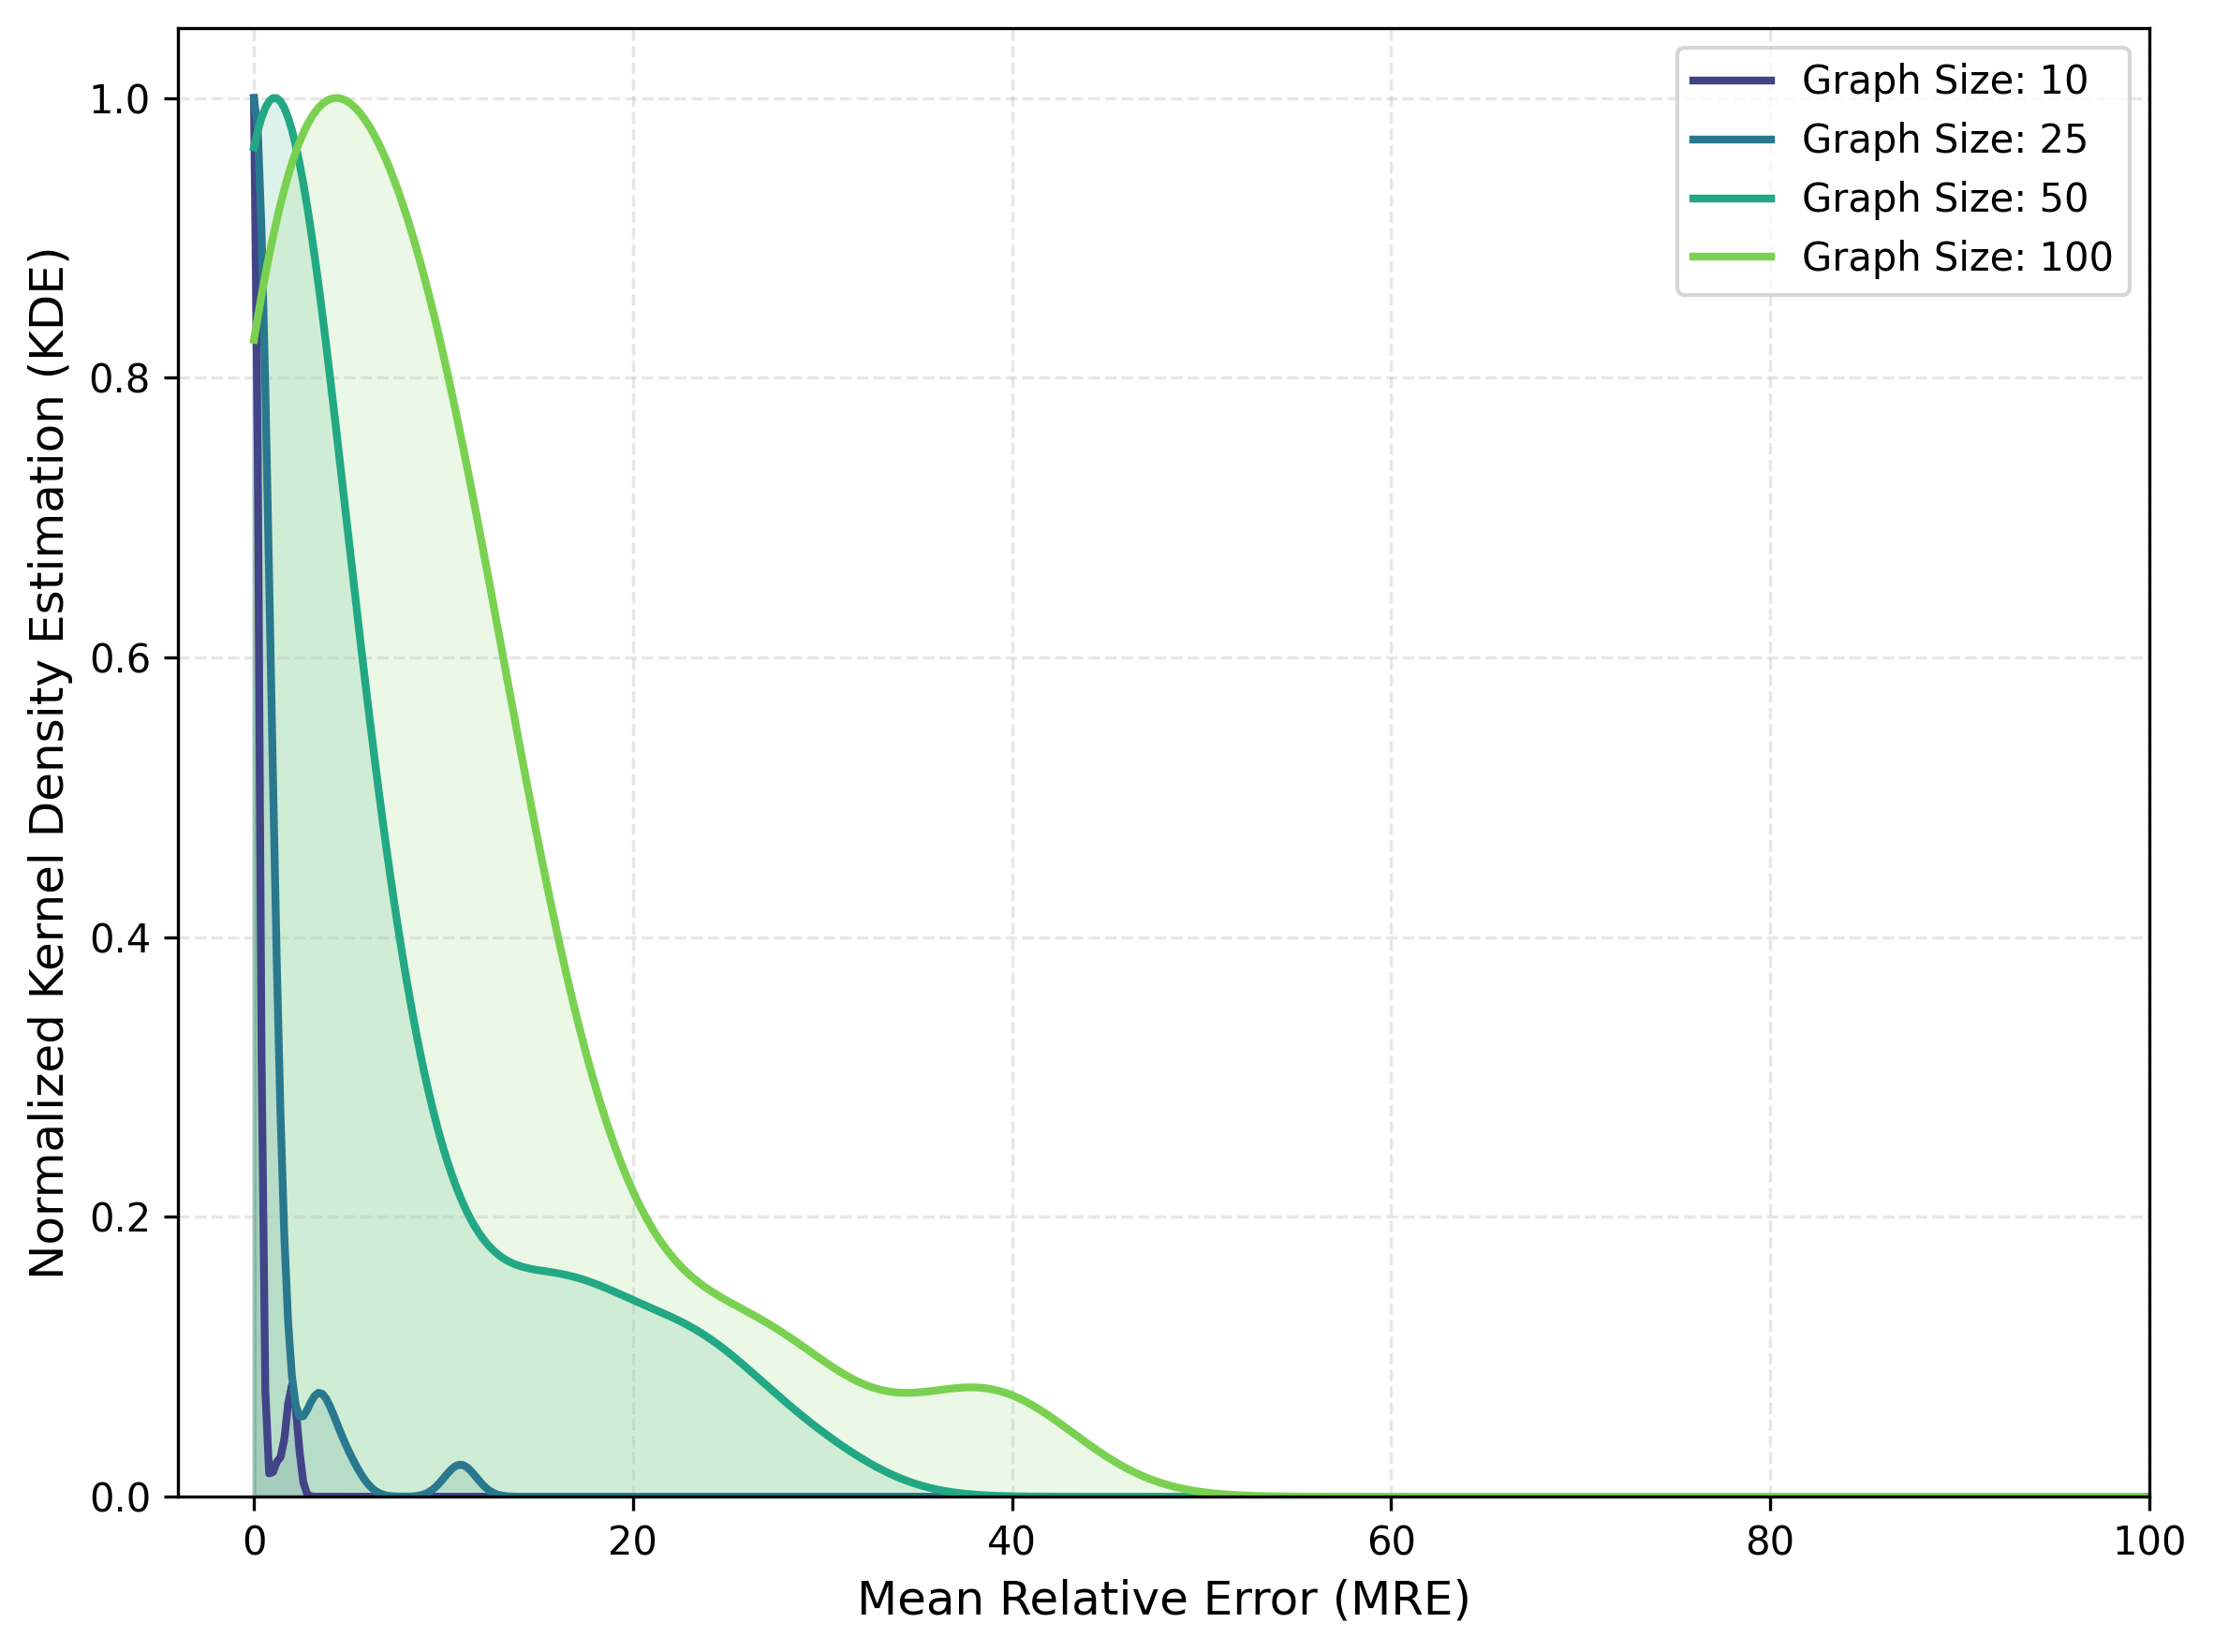 Normalized Kernel Density Estimation (KDE)
1.0
0.8
0.6
0.4
0.2
0.0
Graph Size: 10
Graph Size: 25
Graph Size: 50
Graph Size: 100
0 20 40 60 80 100
Mean Relative Error (MRE)